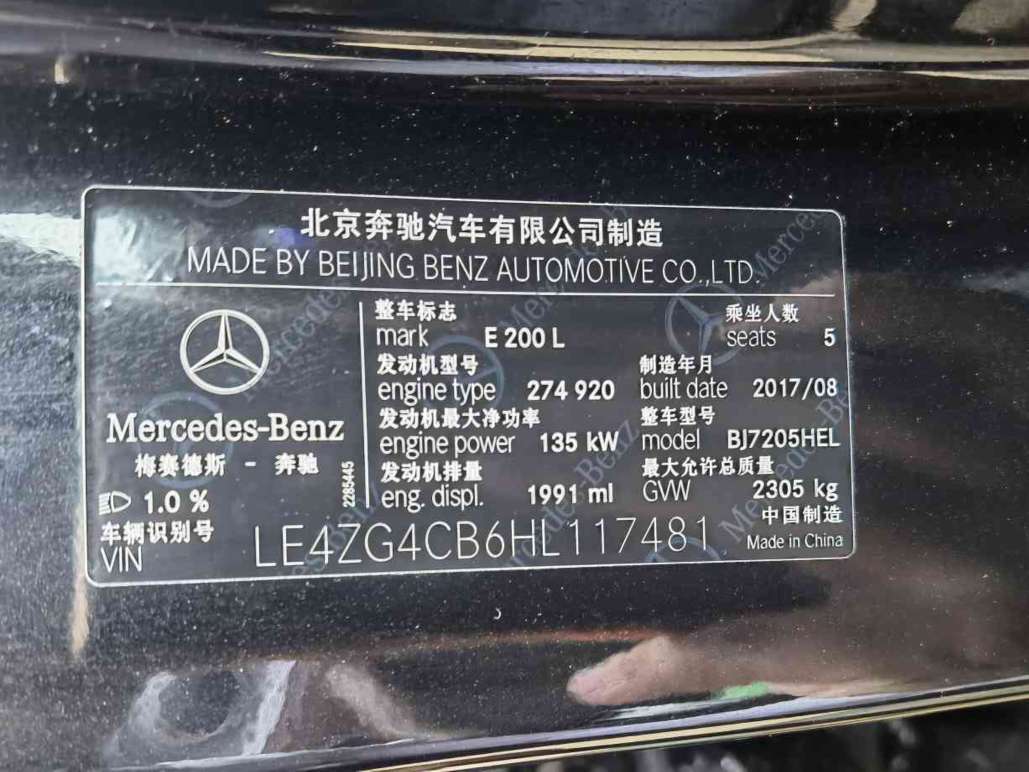 北京奔驰汽车有限公司制造
MADE BY BEIJING BENZ AUTOMOTIVE CO.,LTD.
Mercedes-Benz
梅赛德斯 - 奔驰
1.0 %
2285445
整车标志 乘坐人数
mark E 200 L seats 5
发动机型号 制造年月
engine type 274 920 built date 2017/08
发动机最大净功率 整车型号
engine power 135 kW model BJ7205HEL
发动机排量 最大允许总质量
eng. displ. 1991 ml GVW 2305 kg
中国制造
Made in China
车辆识别号
VIN LE4ZG4CB6HL117481